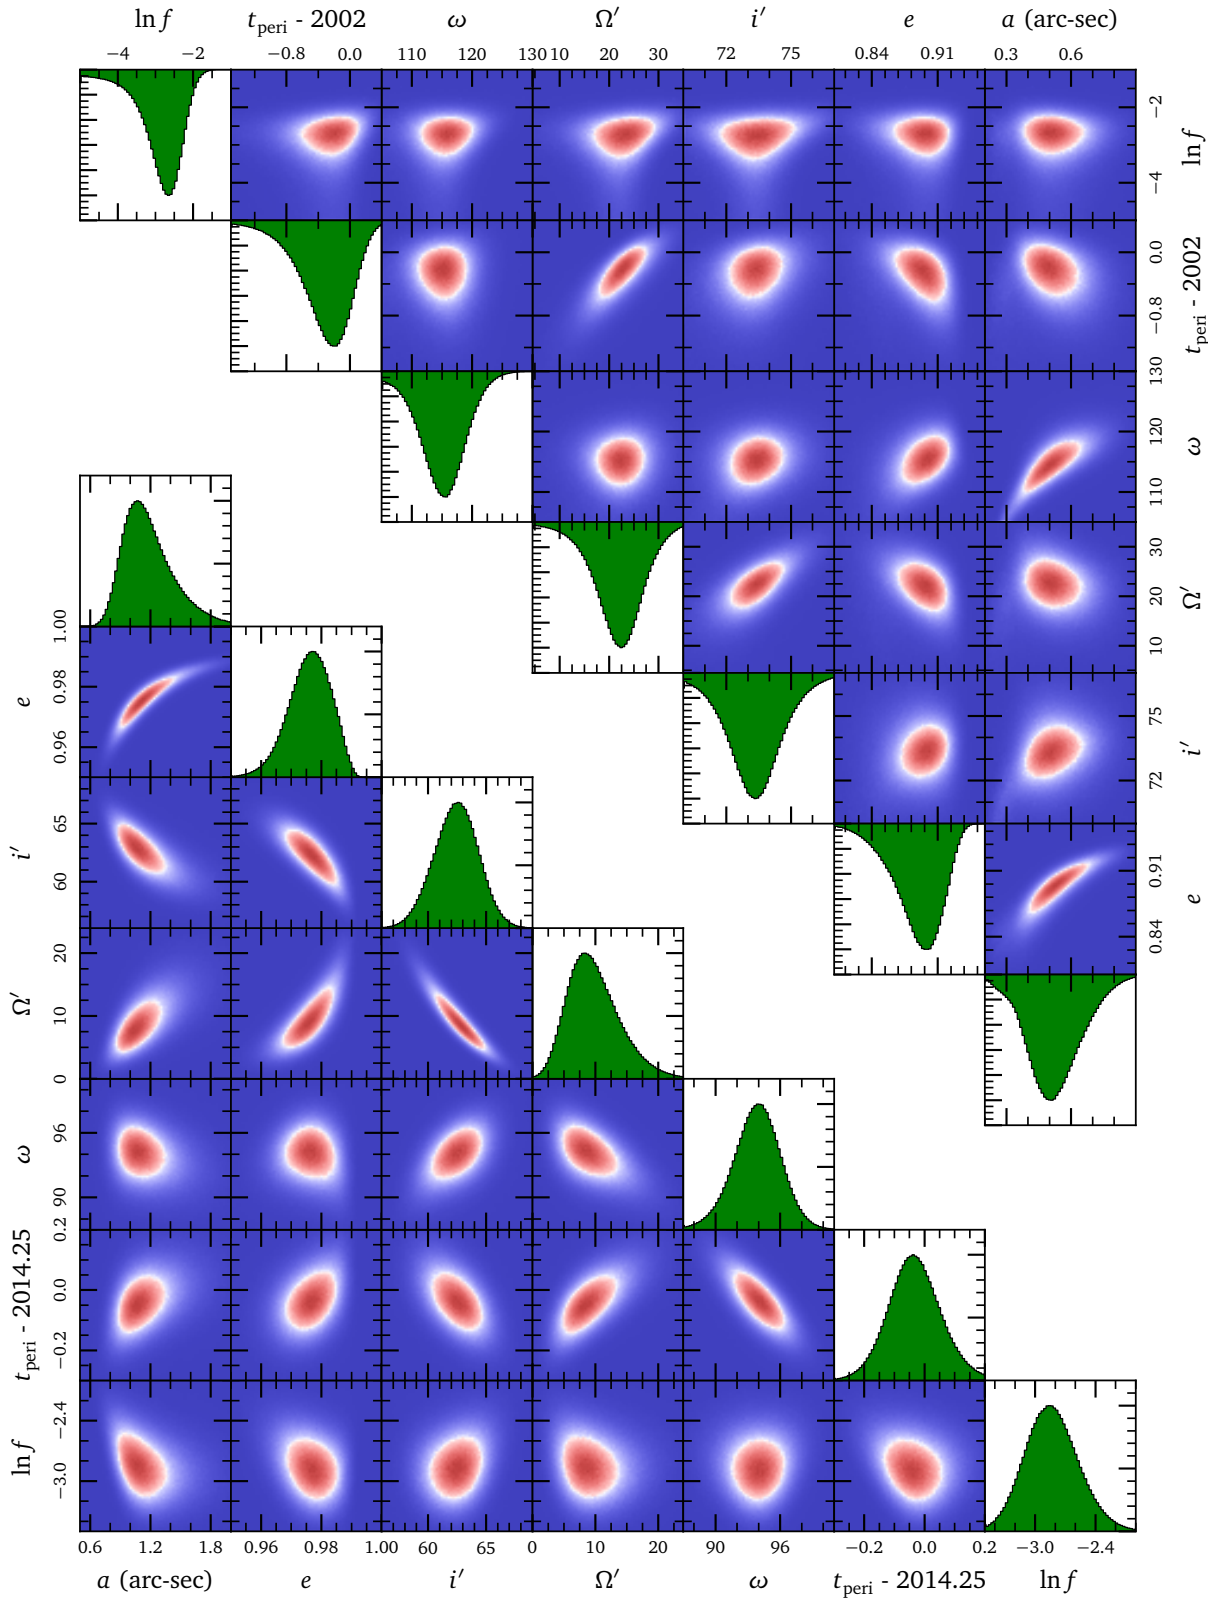 ln f t_peri - 2002 ω Ω′ i′ e a (arc-sec)
−4 −2 −0.8 0.0 110 120 130 10 20 30 72 75 0.84 0.91 0.3 0.6
−2
ln f
−4
0.0
t_peri - 2002
−0.8
130
120
ω
110
30
Ω′
20
10
1.00
75
0.98
e
i′
0.96
72
65
0.91
i′
e
60
0.84
20
Ω′
10
0
96
ω
90
0.2
t_peri - 2014.25
0.0
−0.2
−2.4
ln f
−3.0
0.6 1.2 1.8 0.96 0.98 1.00 60 65 0 10 20 90 96 −0.2 0.0 0.2 −3.0 −2.4
a (arc-sec) e i′ Ω′ ω t_peri - 2014.25 ln f